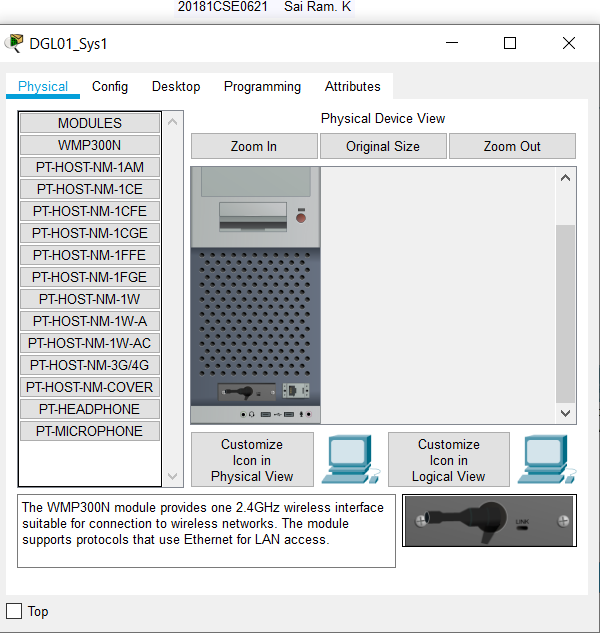 20181CSE0621 Sai Ram. K
DGL01_Sys1
Physical Config Desktop Programming Attributes
MODULES
WMP300N
PT-HOST-NM-1AM
PT-HOST-NM-1CE
PT-HOST-NM-1CFE
PT-HOST-NM-1CGE
PT-HOST-NM-1FFE
PT-HOST-NM-1FGE
PT-HOST-NM-1W
PT-HOST-NM-1W-A
PT-HOST-NM-1W-AC
PT-HOST-NM-3G/4G
PT-HOST-NM-COVER
PT-HEADPHONE
PT-MICROPHONE
Physical Device View
Zoom In Original Size Zoom Out
Customize
Icon in
Physical View
Customize
Icon in
Logical View
The WMP300N module provides one 2.4GHz wireless interface
suitable for connection to wireless networks. The module
supports protocols that use Ethernet for LAN access.
LINK
Top